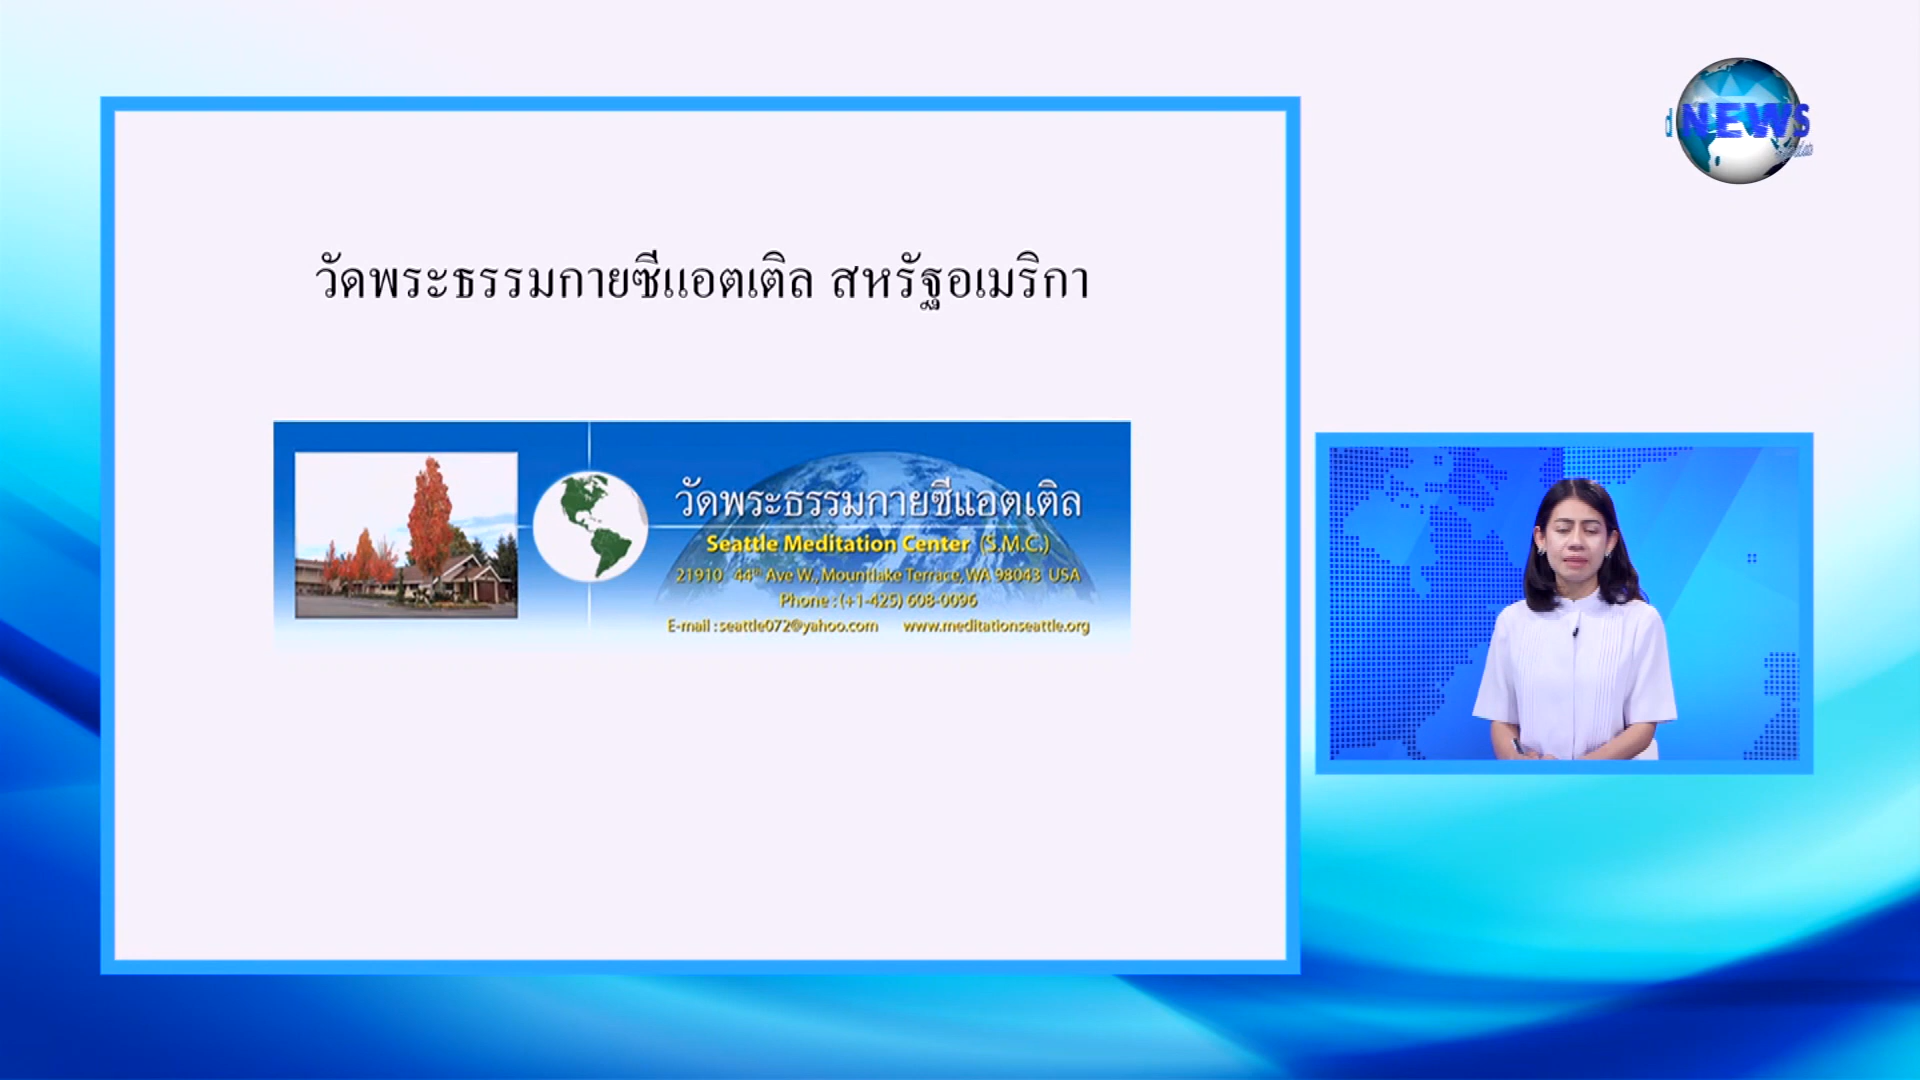 NEWS
วัดพระธรรมกายซีแอตเติล สหรัฐอเมริกา
วัดพระธรรมกายซีแอตเติล
Seattle Meditation Center (S.M.C.)
21910 44th Ave W., Mountlake Terrace, WA 98043 USA
Phone : (+1-425) 608-0096
E-mail : seattle072@yahoo.com www.meditationseattle.org